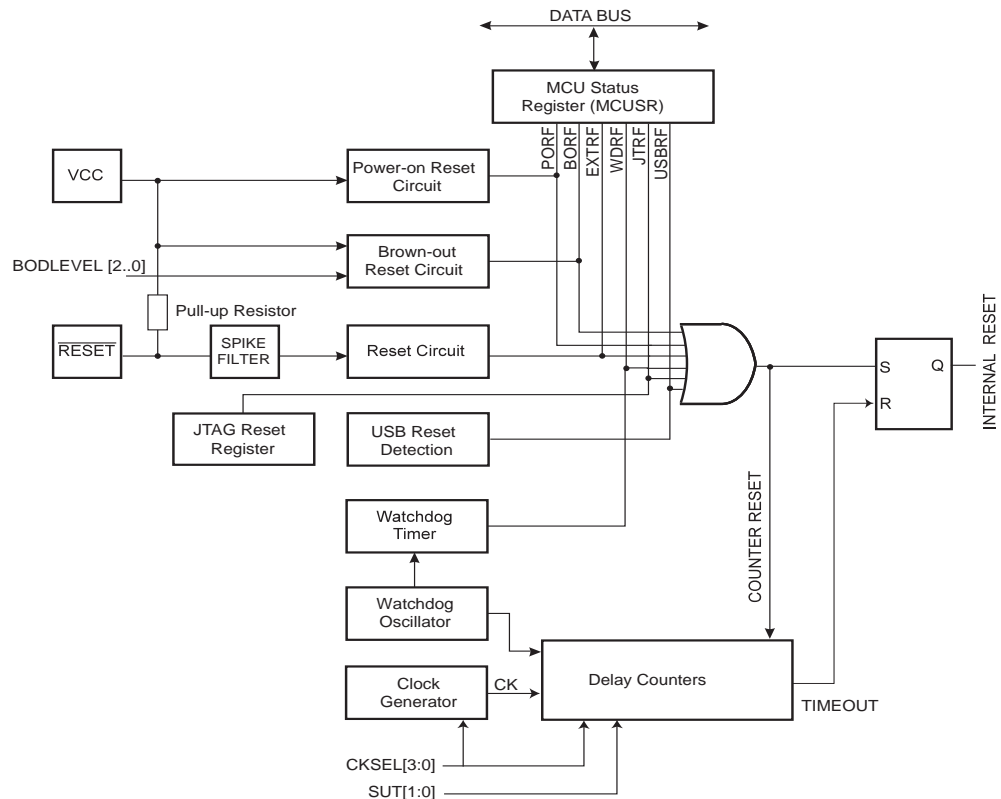 DATA BUS
MCU Status
Register (MCUSR)
PORF
BORF
EXTRF
WDRF
JTRF
USBRF
VCC
Power-on Reset
Circuit
BODLEVEL [2..0]
Brown-out
Reset Circuit
Pull-up Resistor
RESET
SPIKE
FILTER
Reset Circuit
S
Q
R
INTERNAL RESET
JTAG Reset
Register
USB Reset
Detection
Watchdog
Timer
COUNTER RESET
Watchdog
Oscillator
Clock
Generator
CK
Delay Counters
TIMEOUT
CKSEL[3:0]
SUT[1:0]